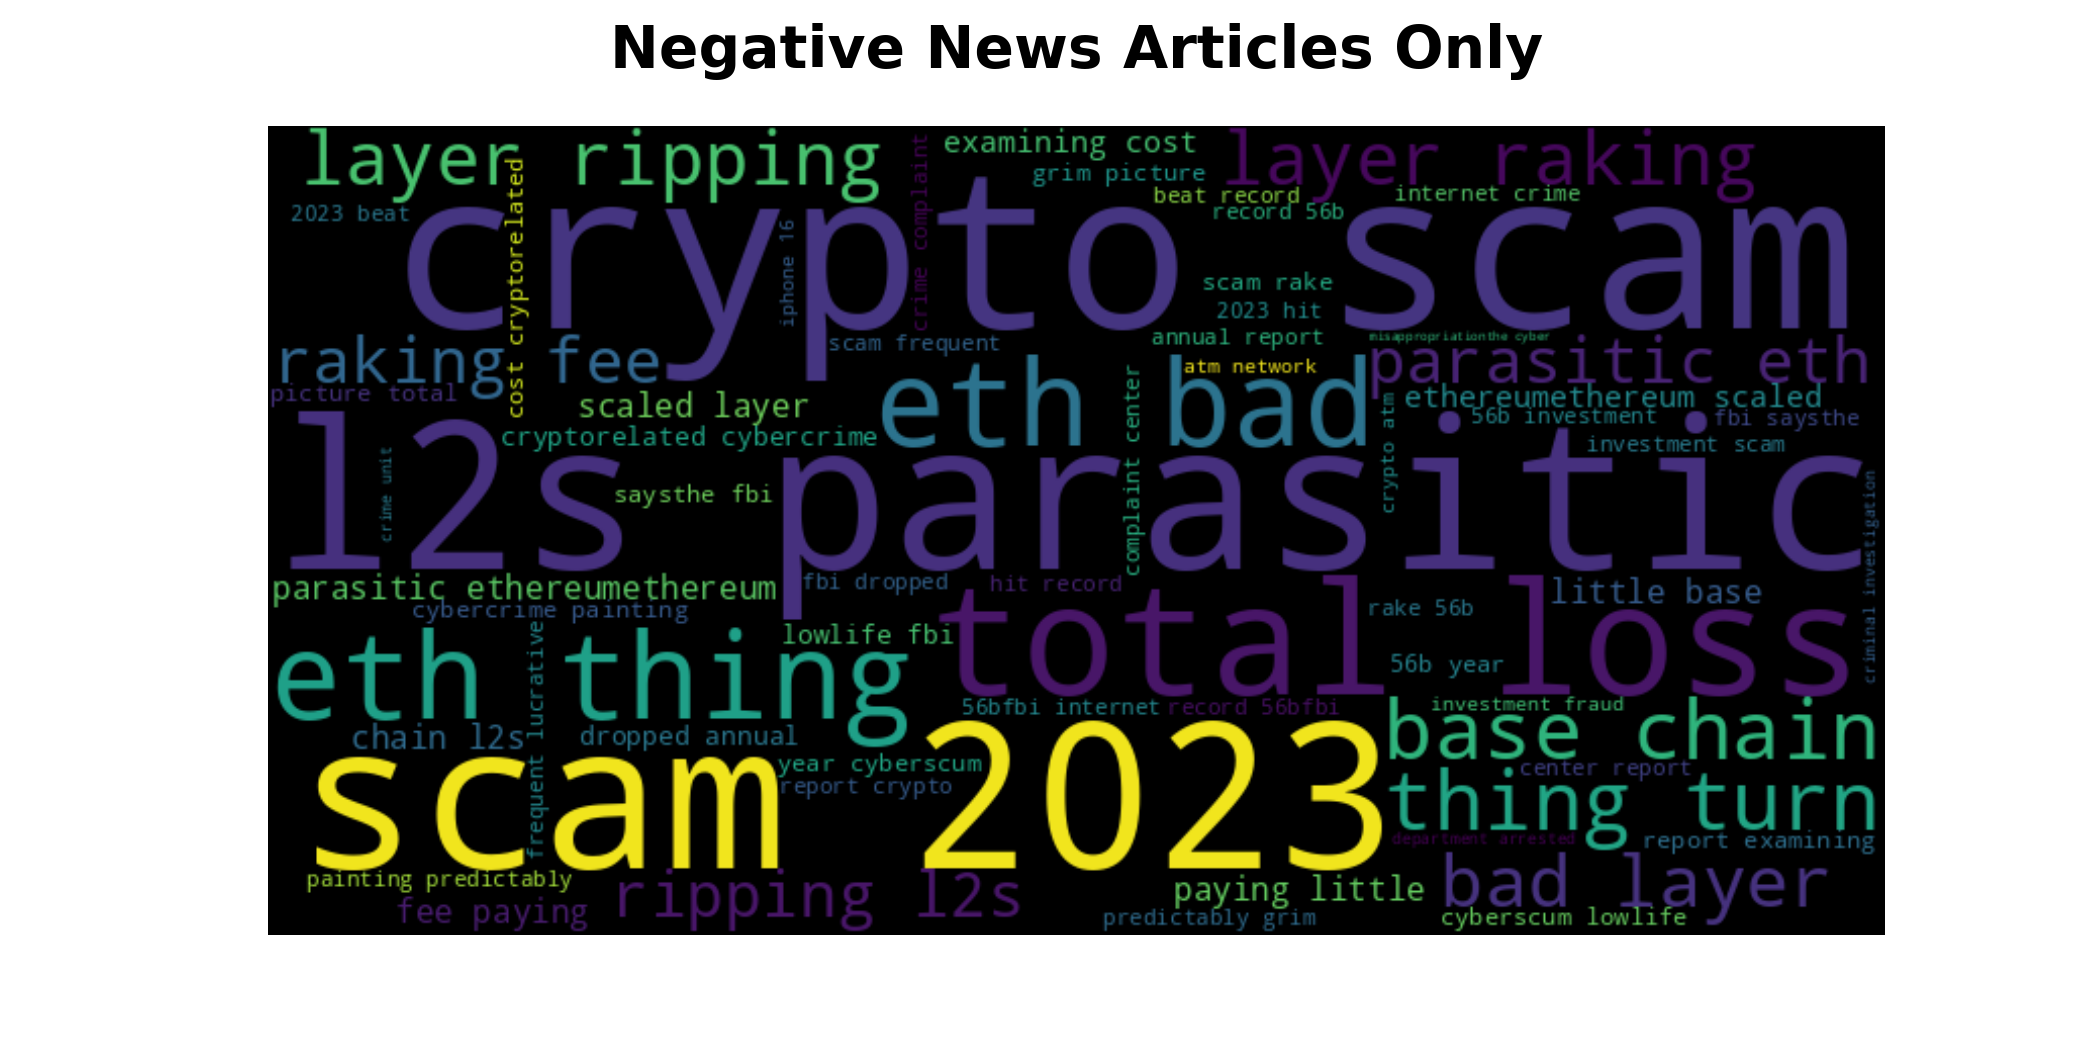 Negative News Articles Only
layer ripping
examining cost
layer raking
grim picture
beat record
internet crime
2023 beat
record 56b
cost cryptorelated
iphone 16
crime complaint
crypto scam
scam rake
2023 hit
annual report
misappropriationthe cyber
raking fee
scam frequent
parasitic eth
picture total
atm network
eth bad
scaled layer
ethereumethereum scaled
56b investment
fbi saysthe
cryptorelated cybercrime
complaint center
crypto atm
investment scam
l2s parasitic
crime unit
saysthe fbi
criminal investigation
parasitic ethereumethereum
fbi dropped
hit record
little base
cybercrime painting
total loss
rake 56b
lowlife fbi
eth thing
56b year
frequent lucrative
56bfbi internet
record 56bfbi
investment fraud
chain l2s
dropped annual
base chain
year cyberscum
center report
report crypto
scam 2023
thing turn
department arrested
report examining
painting predictably
ripping l2s
paying little
bad layer
fee paying
predictably grim
cyberscum lowlife